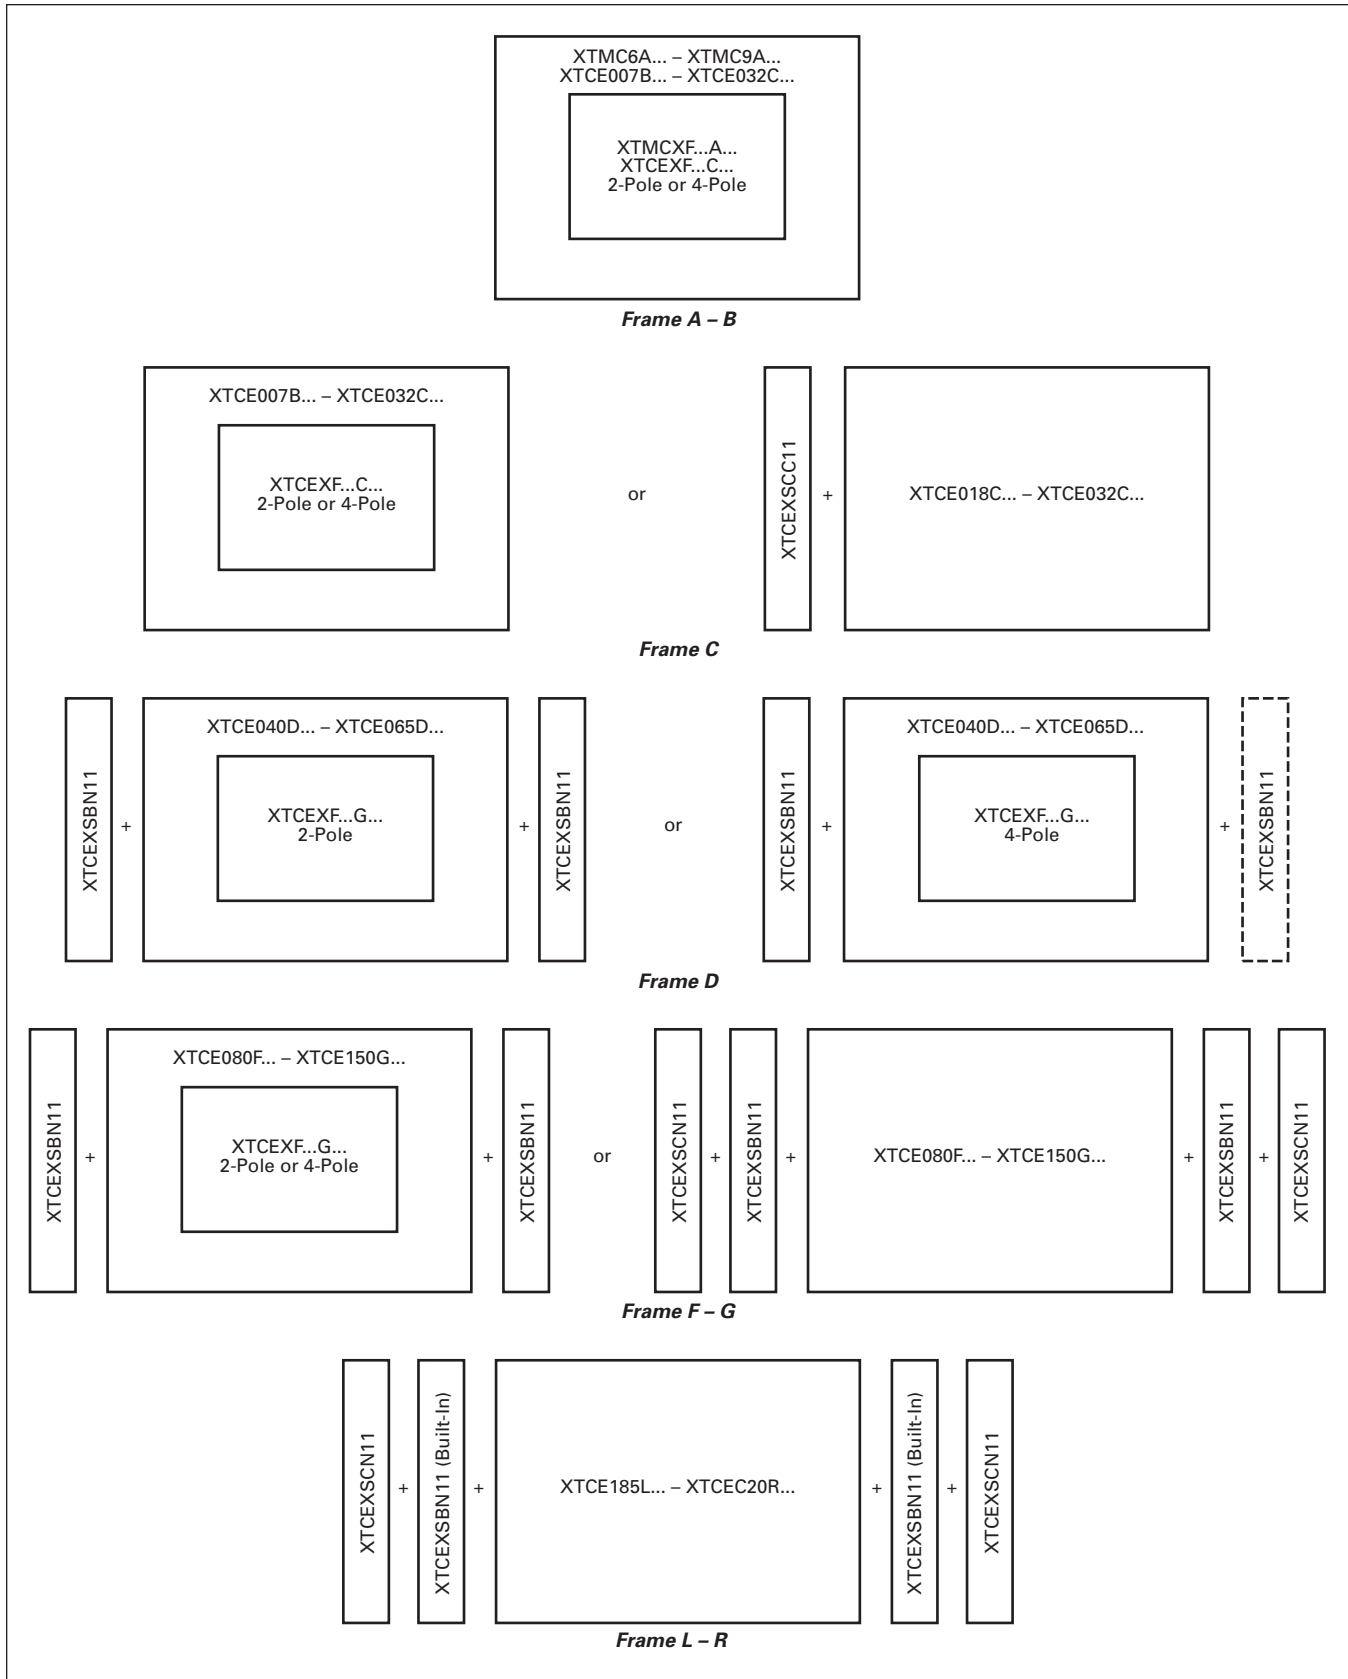 XTMC6A... – XTMC9A...
XTCE007B... – XTCE032C...
XTMCXF...A...
XTCEXF...C...
2-Pole or 4-Pole
Frame A – B
XTCE007B... – XTCE032C...
XTCEXF...C...
2-Pole or 4-Pole
or
XTCEXSCC11
+
XTCE018C... – XTCE032C...
Frame C
XTCEXSBN11
+
XTCE040D... – XTCE065D...
XTCEXF...G...
2-Pole
+
XTCEXSBN11
or
XTCEXSBN11
+
XTCE040D... – XTCE065D...
XTCEXF...G...
4-Pole
+
XTCEXSBN11
Frame D
XTCEXSBN11
+
XTCE080F... – XTCE150G...
XTCEXF...G...
2-Pole or 4-Pole
+
XTCEXSBN11
or
XTCEXSCN11
+
XTCEXSBN11
+
XTCE080F... – XTCE150G...
+
XTCEXSBN11
+
XTCEXSCN11
Frame F – G
XTCEXSCN11
+
XTCEXSBN11 (Built-In)
+
XTCE185L... – XTCEC20R...
+
XTCEXSBN11 (Built-In)
+
XTCEXSCN11
Frame L – R